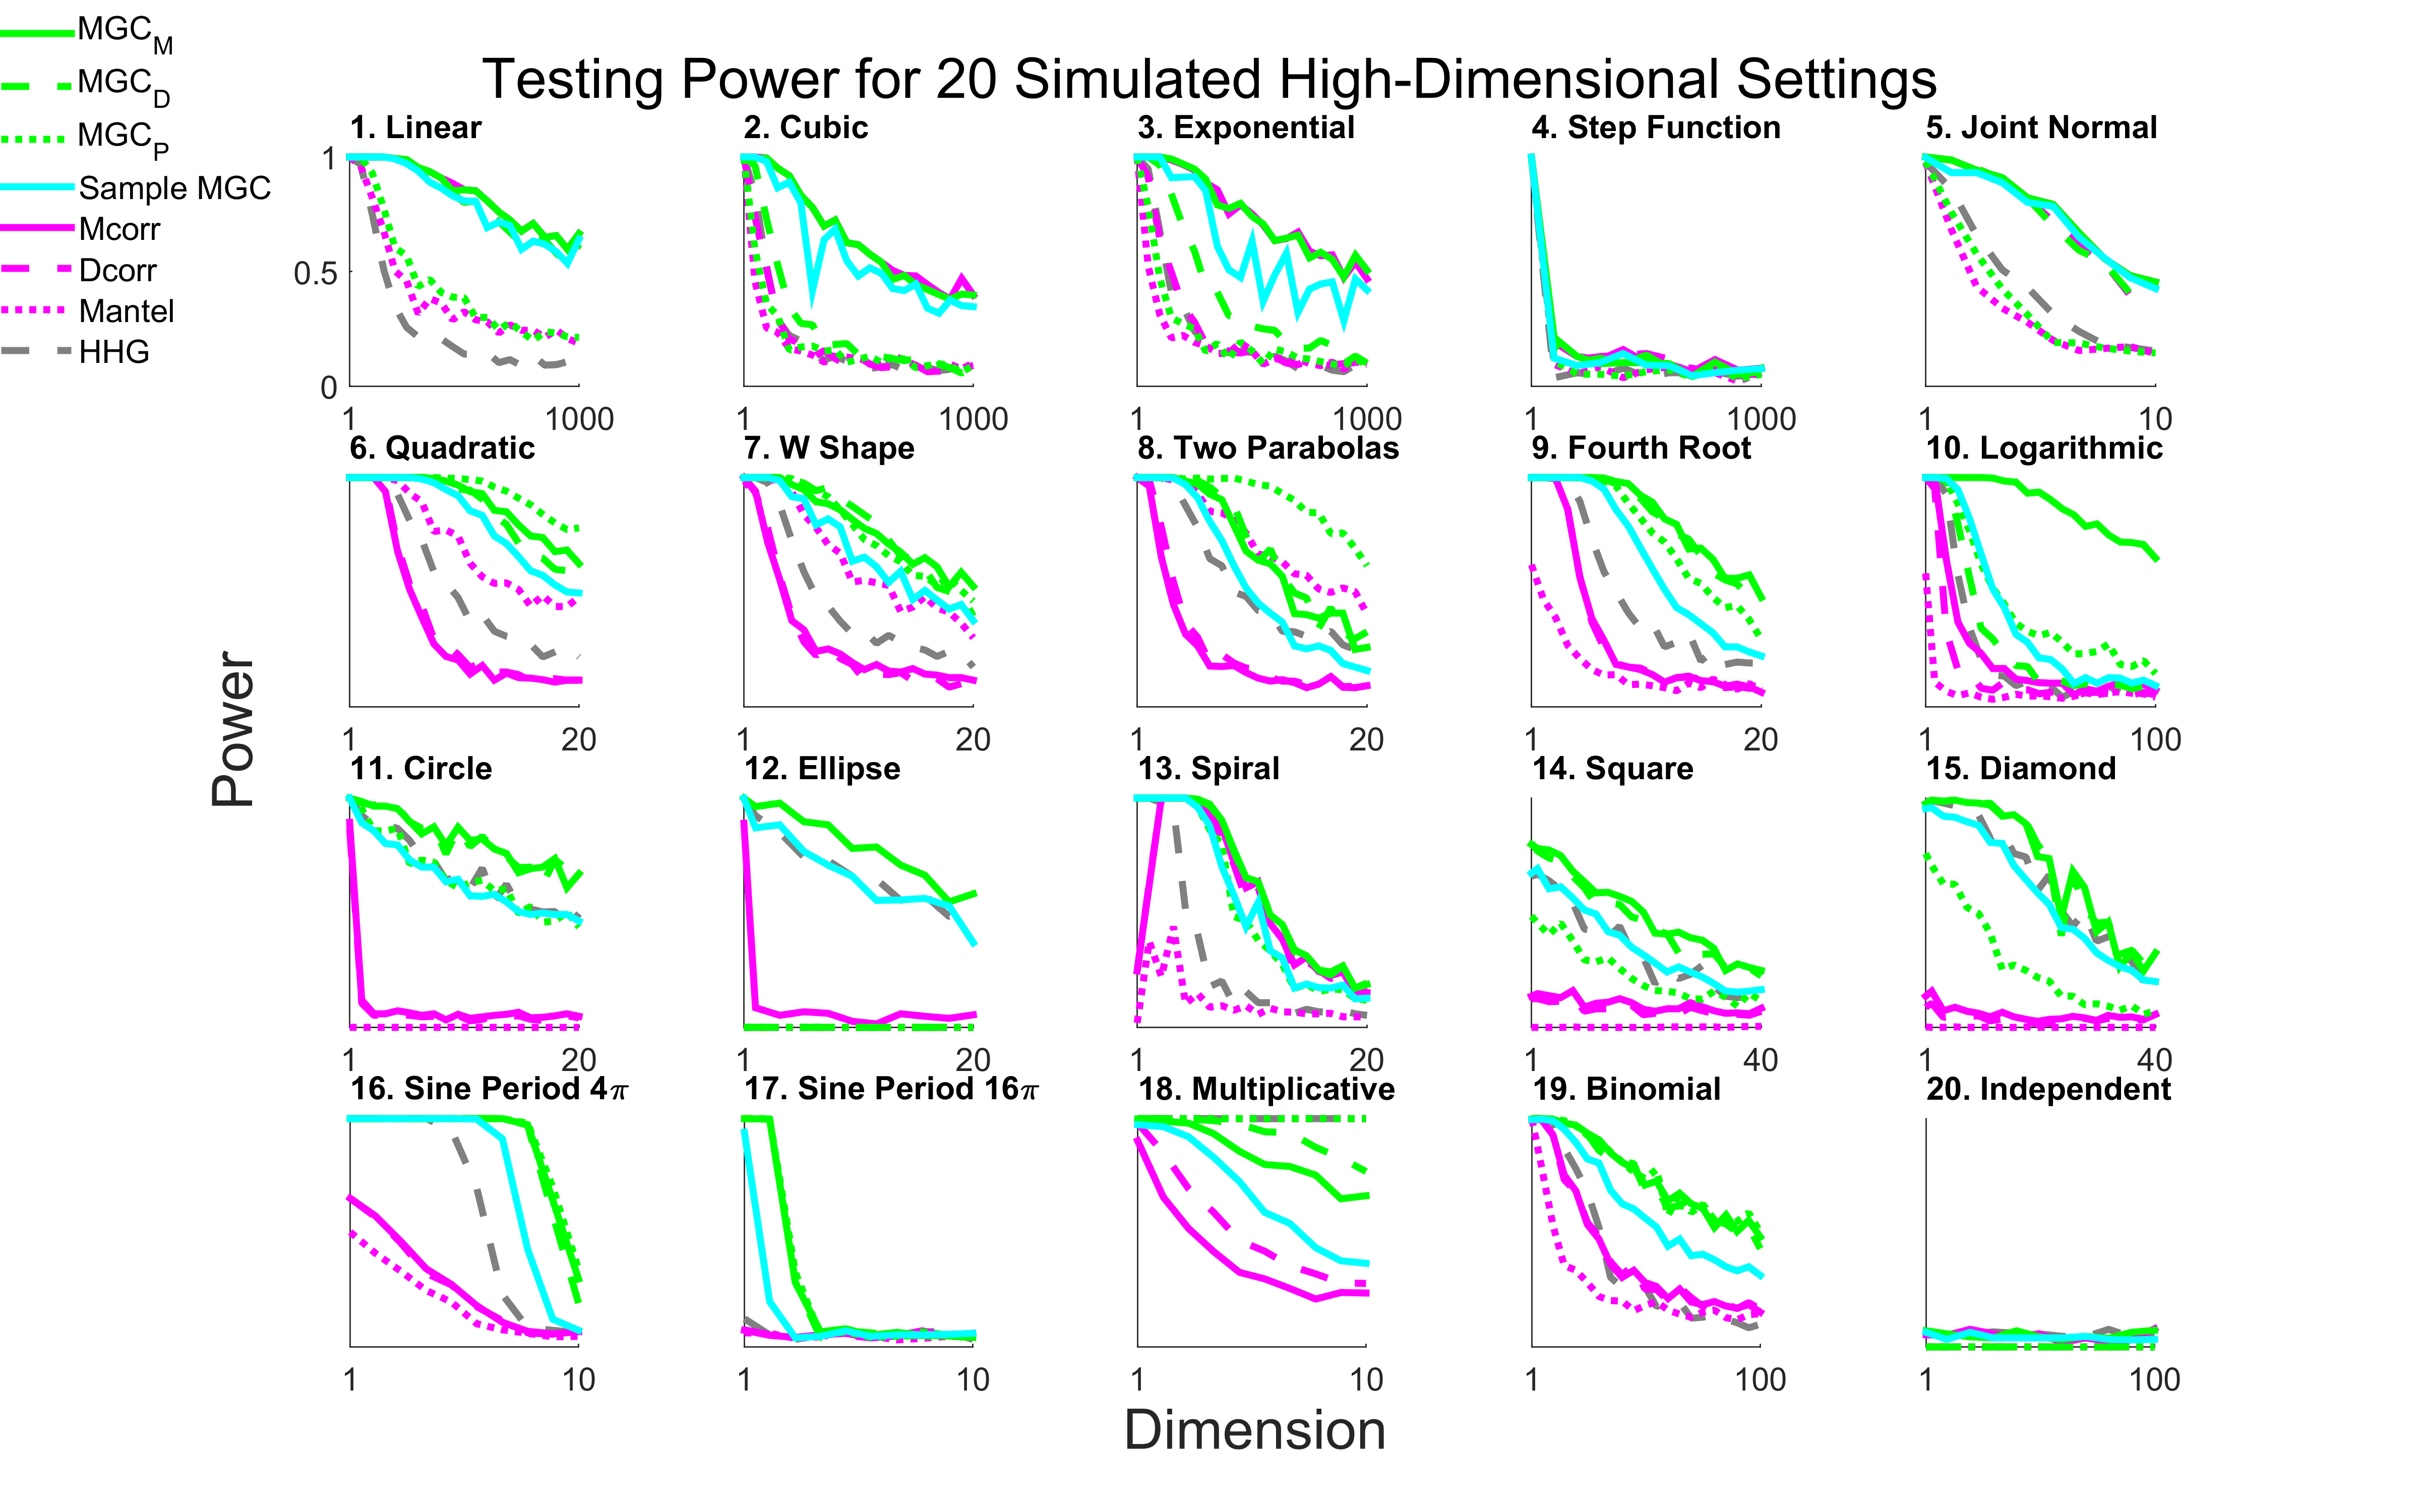 MGC_M
MGC_D
MGC_P
Sample MGC
Mcorr
Dcorr
Mantel
HHG
Testing Power for 20 Simulated High-Dimensional Settings
1. Linear
2. Cubic
3. Exponential
4. Step Function
5. Joint Normal
1
0.5
0
1 1000
1 1000
1 1000
1 1000
1 10
6. Quadratic
7. W Shape
8. Two Parabolas
9. Fourth Root
10. Logarithmic
1 20
1 20
1 20
1 20
1 100
11. Circle
12. Ellipse
13. Spiral
14. Square
15. Diamond
1 20
1 20
1 20
1 40
1 40
16. Sine Period 4π
17. Sine Period 16π
18. Multiplicative
19. Binomial
20. Independent
1 10
1 10
1 10
1 100
1 100
Power
Dimension